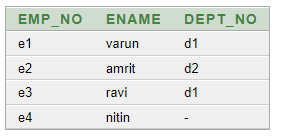 EMP_NO ENAME DEPT_NO
e1 varun d1
e2 amrit d2
e3 ravi d1
e4 nitin -